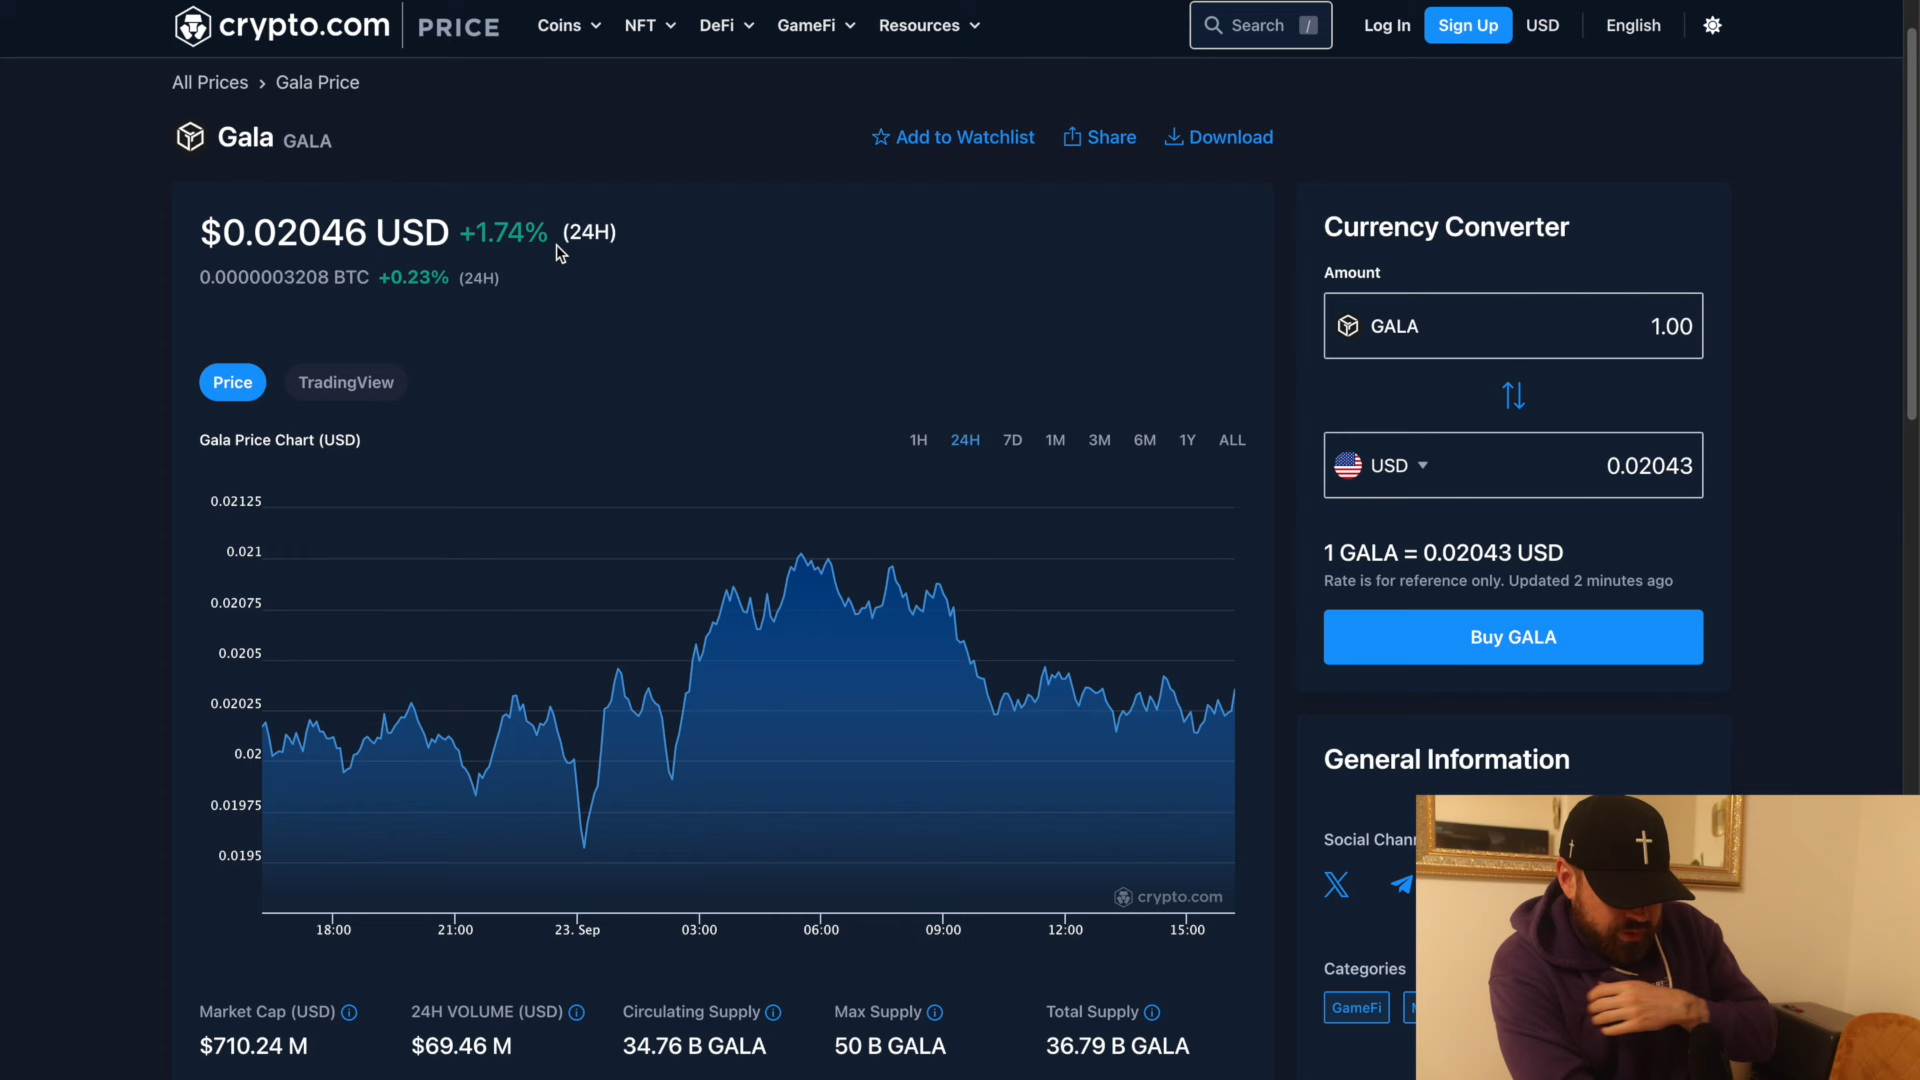 crypto.com PRICE Coins NFT DeFi GameFi Resources Search / Log In Sign Up USD English
All Prices > Gala Price
Gala GALA Add to Watchlist Share Download
$0.02046 USD +1.74% (24H)
0.0000003208 BTC +0.23% (24H)
Price TradingView
Gala Price Chart (USD) 1H 24H 7D 1M 3M 6M 1Y ALL
0.02125
0.021
0.02075
0.0205
0.02025
0.02
0.01975
0.0195
crypto.com
18:00 21:00 23. Sep 03:00 06:00 09:00 12:00 15:00
Market Cap (USD) 24H VOLUME (USD) Circulating Supply Max Supply Total Supply
$710.24 M $69.46 M 34.76 B GALA 50 B GALA 36.79 B GALA
Currency Converter
Amount
GALA 1.00
USD 0.02043
1 GALA = 0.02043 USD
Rate is for reference only. Updated 2 minutes ago
Buy GALA
General Information
Social Chan
Categories
GameFi